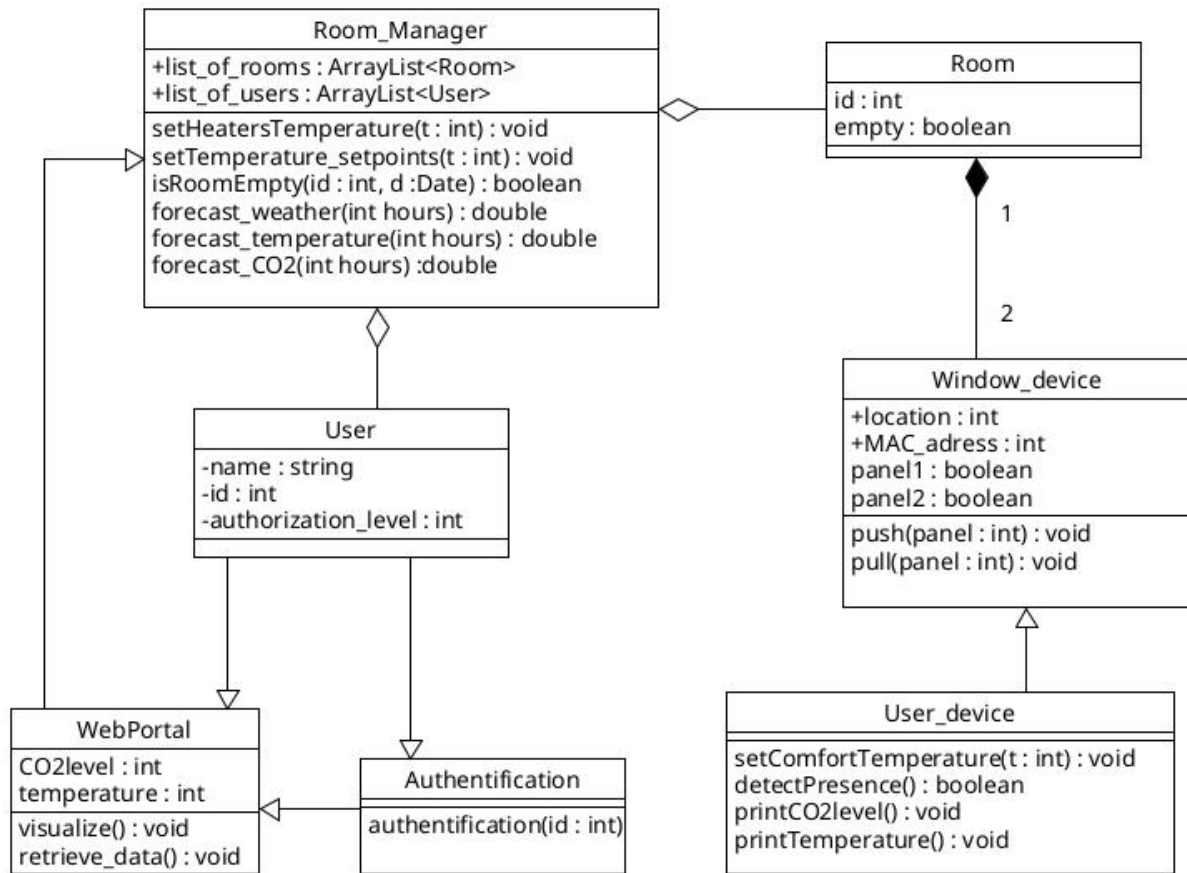 Room_Manager
+list_of_rooms : ArrayList<Room>
+list_of_users : ArrayList<User>
setHeatersTemperature(t : int) : void
setTemperature_setpoints(t : int) : void
isRoomEmpty(id : int, d :Date) : boolean
forecast_weather(int hours) : double
forecast_temperature(int hours) : double
forecast_CO2(int hours) :double
Room
id : int
empty : boolean
1
2
Window_device
+location : int
+MAC_adress : int
panel1 : boolean
panel2 : boolean
push(panel : int) : void
pull(panel : int) : void
User
-name : string
-id : int
-authorization_level : int
WebPortal
CO2level : int
temperature : int
visualize() : void
retrieve_data() : void
Authentification
authentification(id : int)
User_device
setComfortTemperature(t : int) : void
detectPresence() : boolean
printCO2level() : void
printTemperature() : void